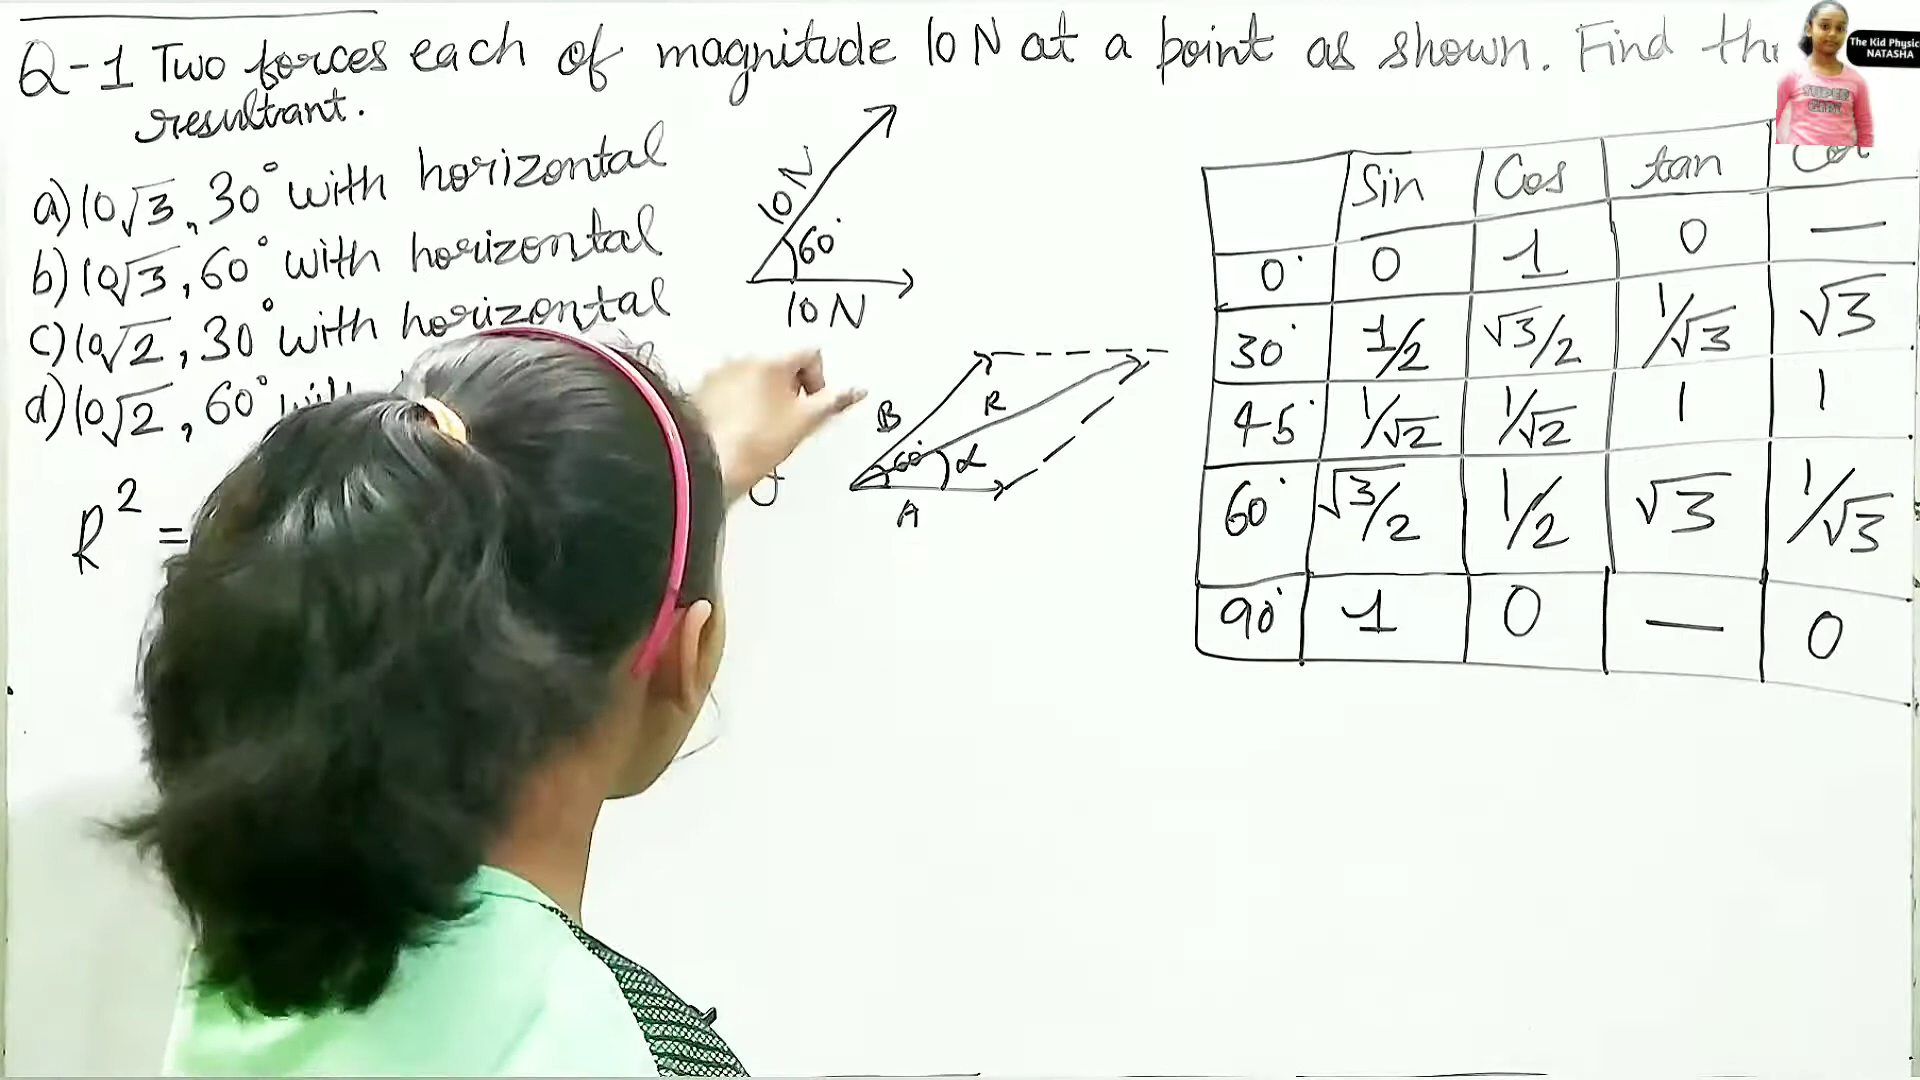 Q-1 Two forces each of magnitude 10 N at a point as shown. Find
resultant.
a) 10√3, 30° with horizontal
b) 10√3, 60° with horizontal
c) 10√2, 30° with horizontal
d) 10√2, 60°
R² =
10 N
60°
10 N
B
R
60°
α
A
Sin Cos tan
0° 0 1 0 —
30° 1/2 √3/2 1/√3 √3
45° 1/√2 1/√2 1 1
60° √3/2 1/2 √3 1/√3
90° 1 0 — 0
The Kid Physic
NATASHA
SUPER
GIRL